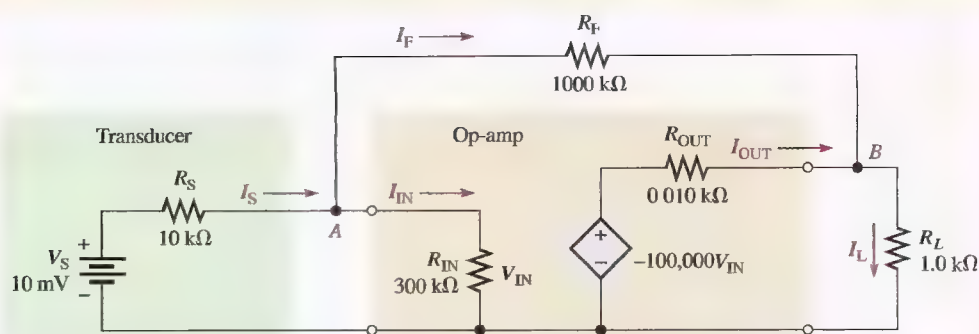 I_F
R_F
1000 kΩ
Transducer
Op-amp
R_S
I_S
I_IN
R_OUT
I_OUT
B
10 kΩ
A
0 010 kΩ
V_S
+
10 mV
−
R_IN
300 kΩ
V_IN
+
−
−100,000V_IN
I_L
R_L
1.0 kΩ